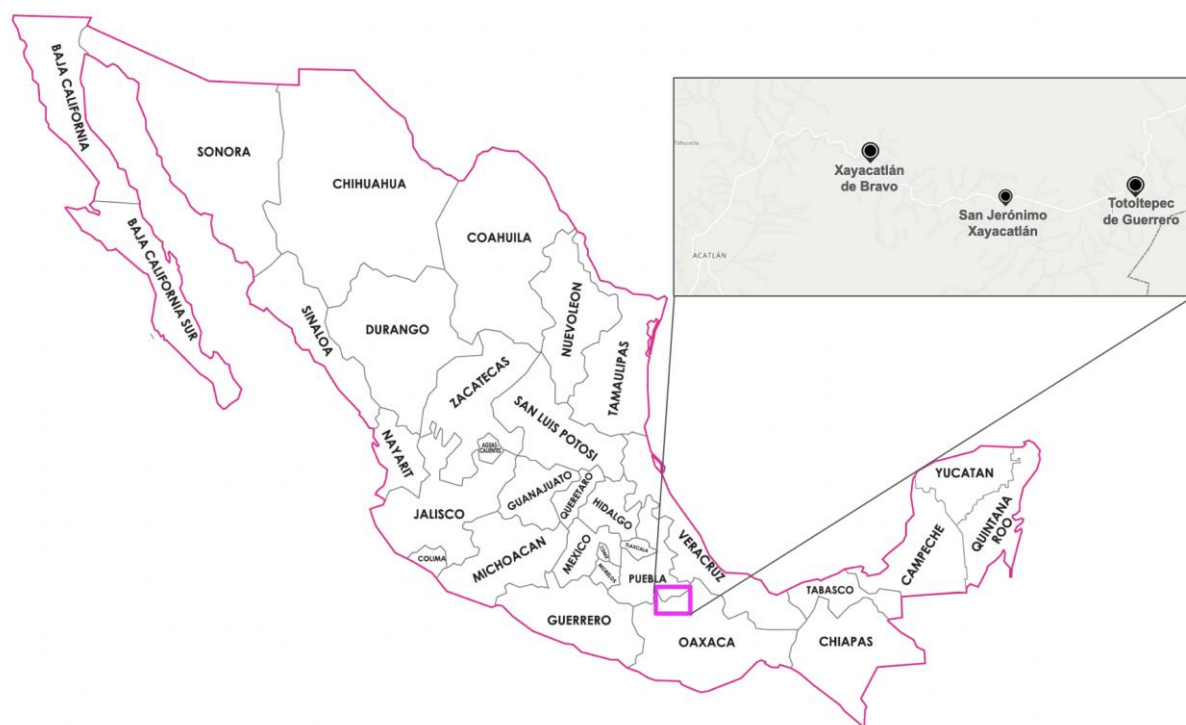 BAJA CALIFORNIA
SONORA
CHIHUAHUA
COAHUILA
BAJA CALIFORNIA SUR
SINALOA
DURANGO
NUEVOLEON
TAMAULIPAS
ZACATECAS
SAN LUIS POTOSI
NAYARIT
AGUAS
CALIENTES
JALISCO
GUANAJUATO
QUERETARO
HIDALGO
COLIMA
MICHOACAN
MEXICO
MORELOS
TLAXCALA
PUEBLA
VERACRUZ
GUERRERO
OAXACA
TABASCO
CHIAPAS
CAMPECHE
YUCATAN
QUINTANA
ROO
Xayacatlán
de Bravo
San Jerónimo
Xayacatlán
Totoltepec
de Guerrero
ACATLÁN